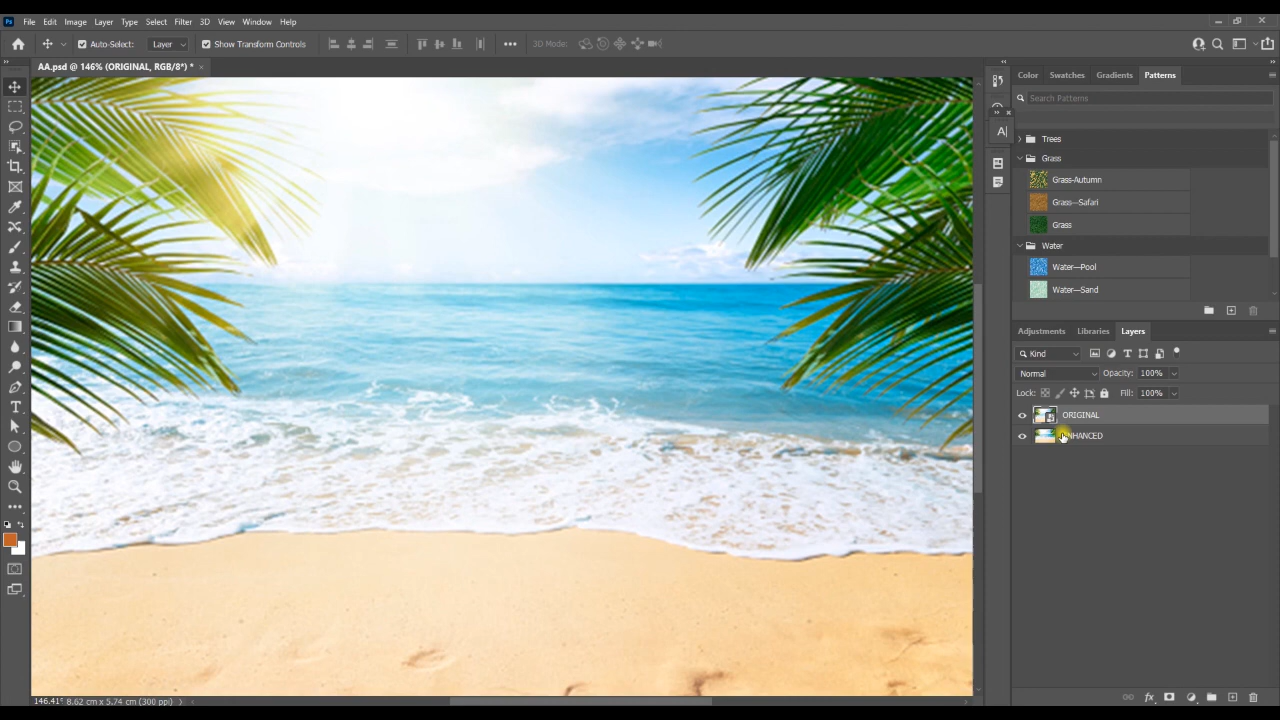 Ps File Edit Image Layer Type Select Filter 3D View Window Help
Auto-Select: Layer Show Transform Controls 3D Mode:
AA.psd @ 146% (ORIGINAL, RGB/8*) *
Color Swatches Gradients Patterns
Search Patterns
A|
Trees
Grass
Grass-Autumn
Grass--Safari
Grass
Water
Water—Pool
Water—Sand
Adjustments Libraries Layers
Kind
Normal Opacity: 100%
Lock: Fill: 100%
ORIGINAL
NHANCED
T
fx
146.41% 8.62 cm x 5.74 cm (300 ppi)